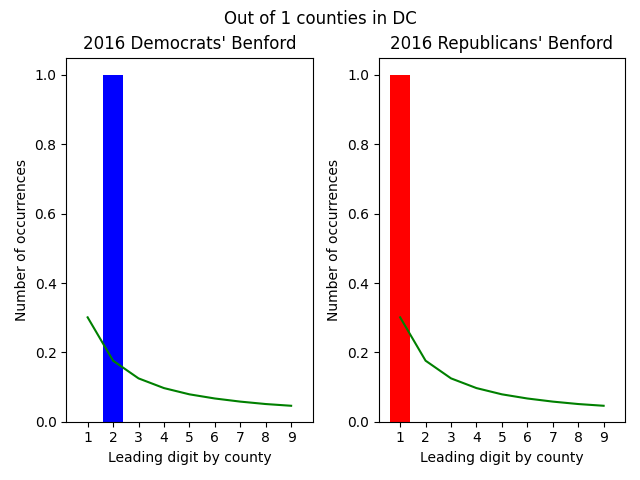 Out of 1 counties in DC
2016 Democrats' Benford
2016 Republicans' Benford
Number of occurrences
1.0
0.8
0.6
0.4
0.2
0.0
1 2 3 4 5 6 7 8 9
Leading digit by county
Number of occurrences
1.0
0.8
0.6
0.4
0.2
0.0
1 2 3 4 5 6 7 8 9
Leading digit by county